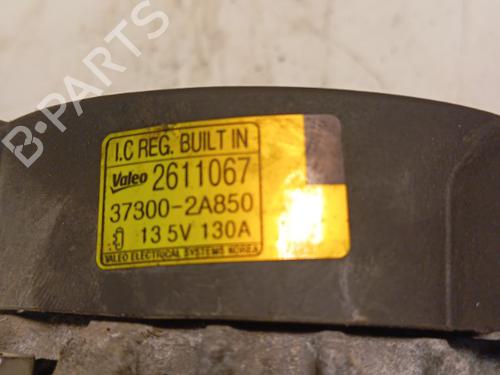 B-PARTS
I.C REG. BUILT IN
Valeo 2611067
37300-2A850
13 5V 130A
VALEO ELECTRICAL SYSTEMS KOREA